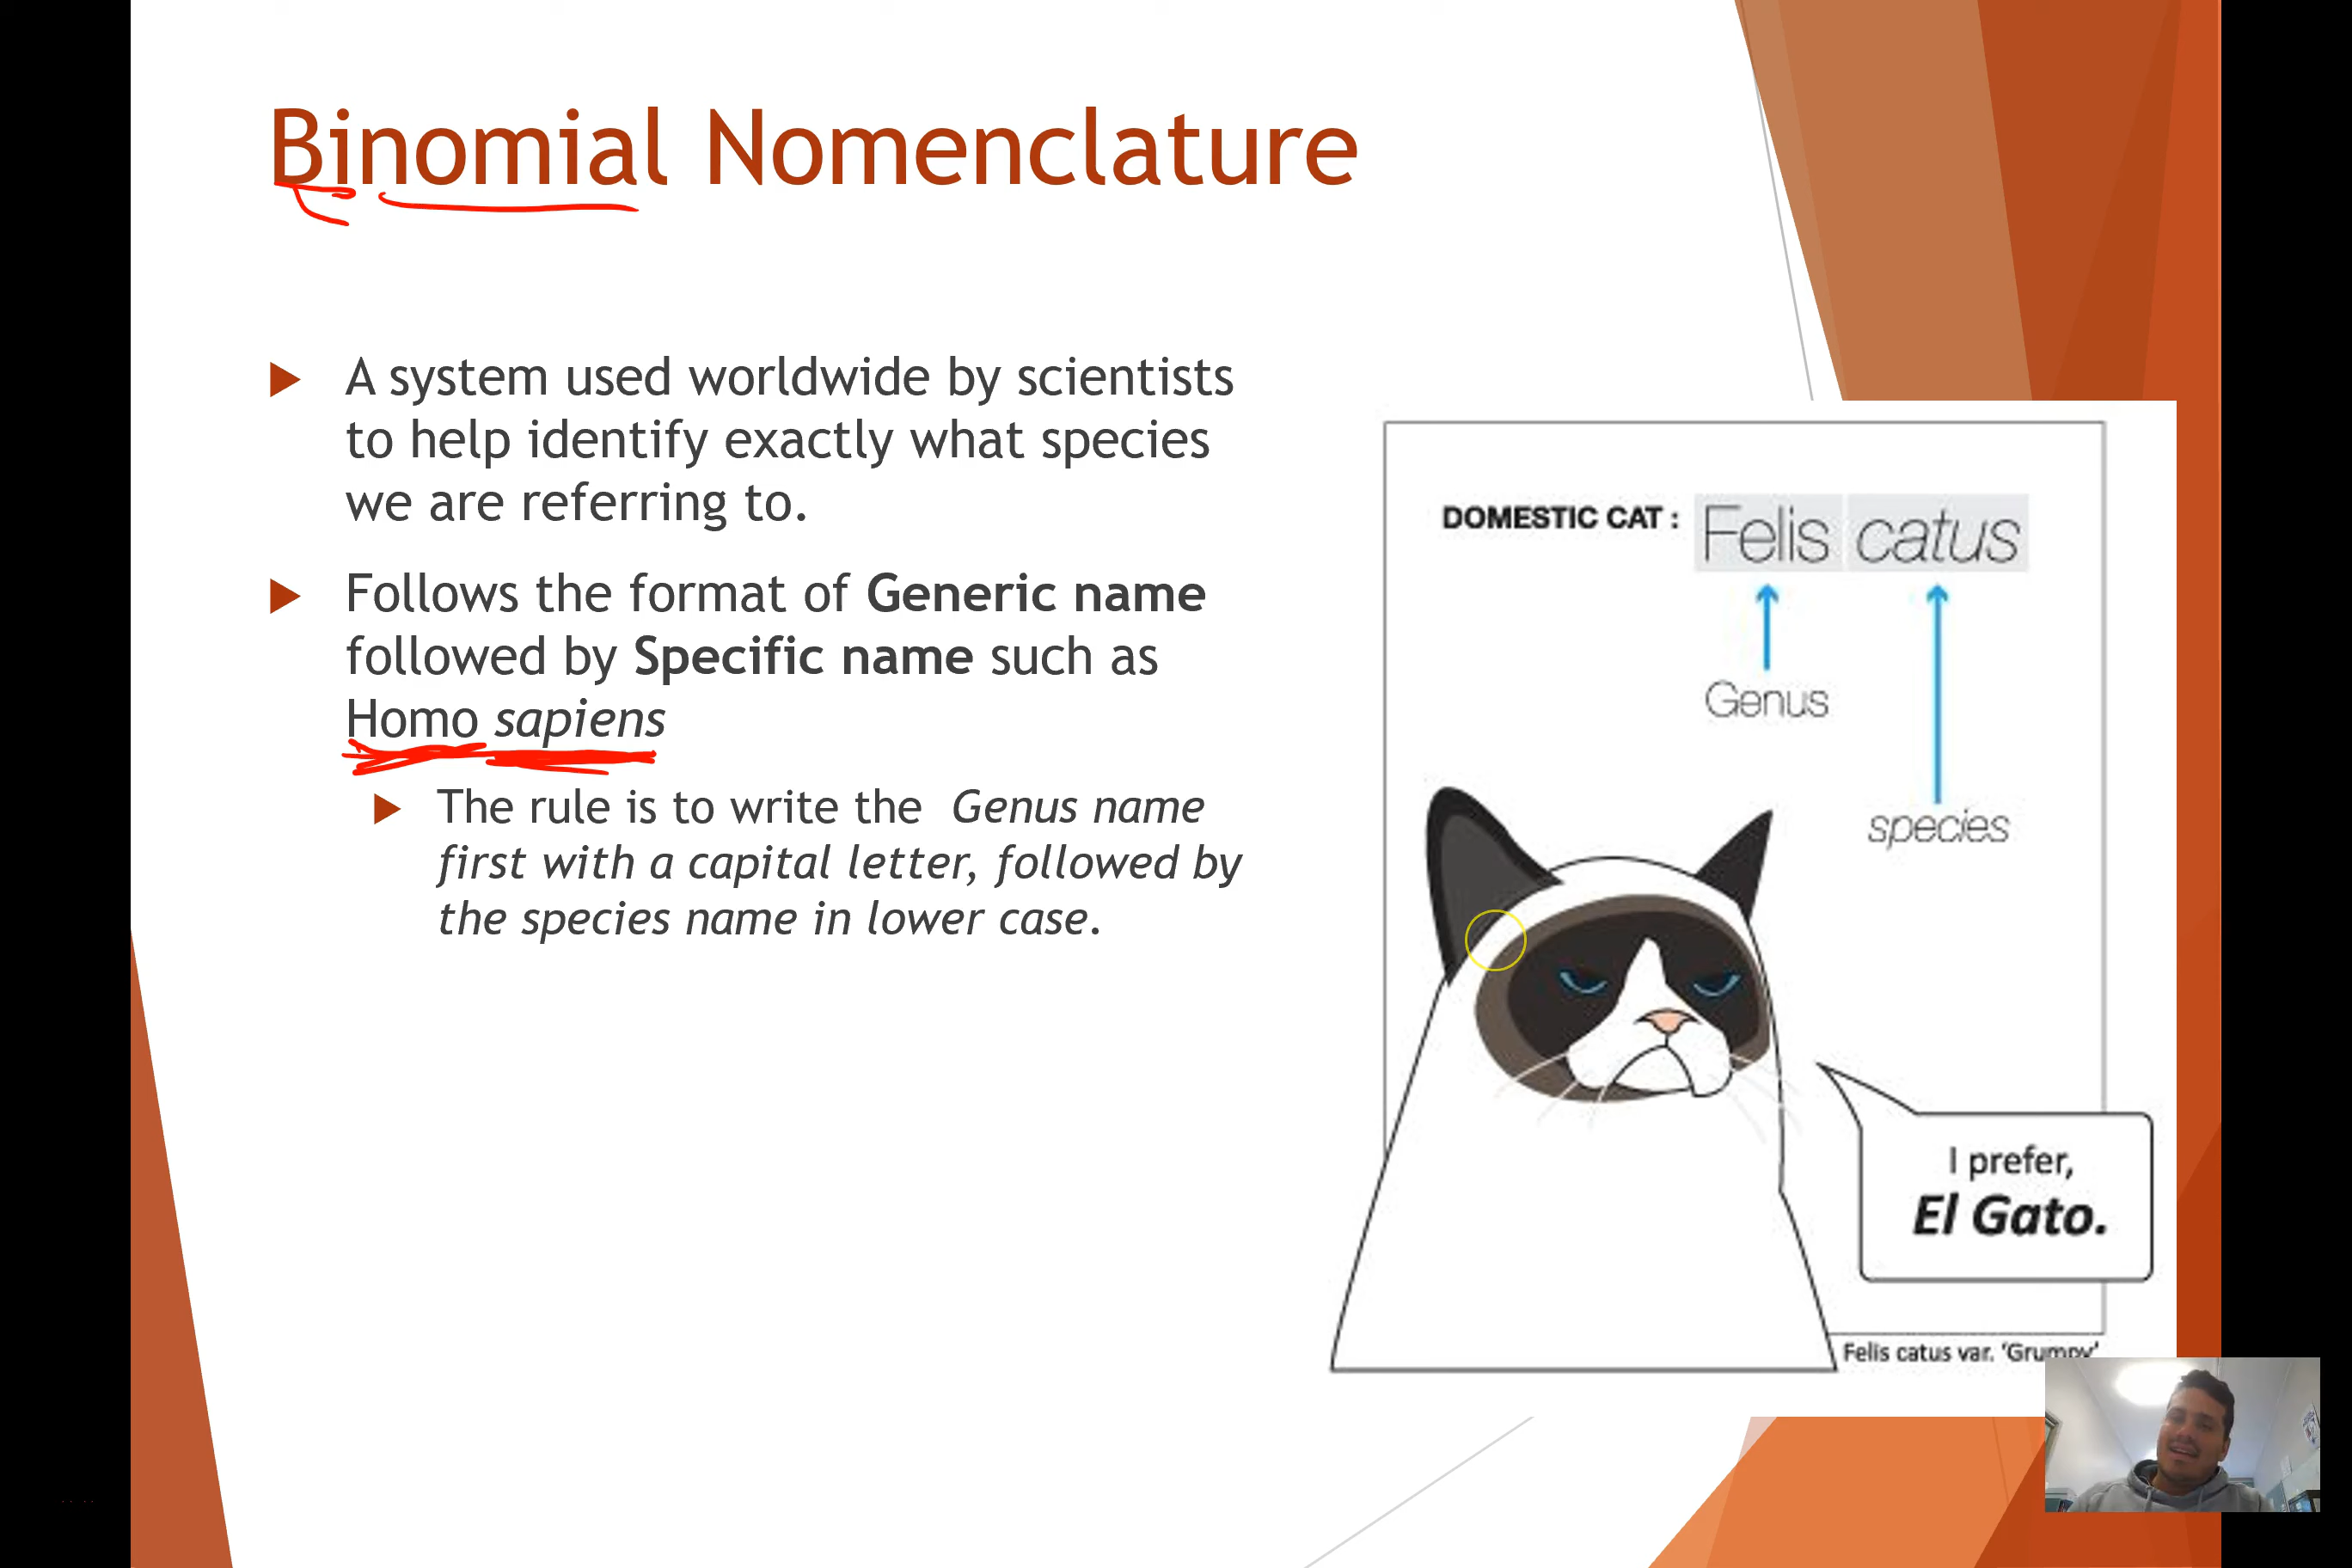 Binomial Nomenclature
A system used worldwide by scientists
to help identify exactly what species
we are referring to.
Follows the format of Generic name
followed by Specific name such as
Homo sapiens
The rule is to write the Genus name
first with a capital letter, followed by
the species name in lower case.
DOMESTIC CAT : Felis catus
Genus
species
I prefer,
El Gato.
Felis catus var. 'Grumpy'